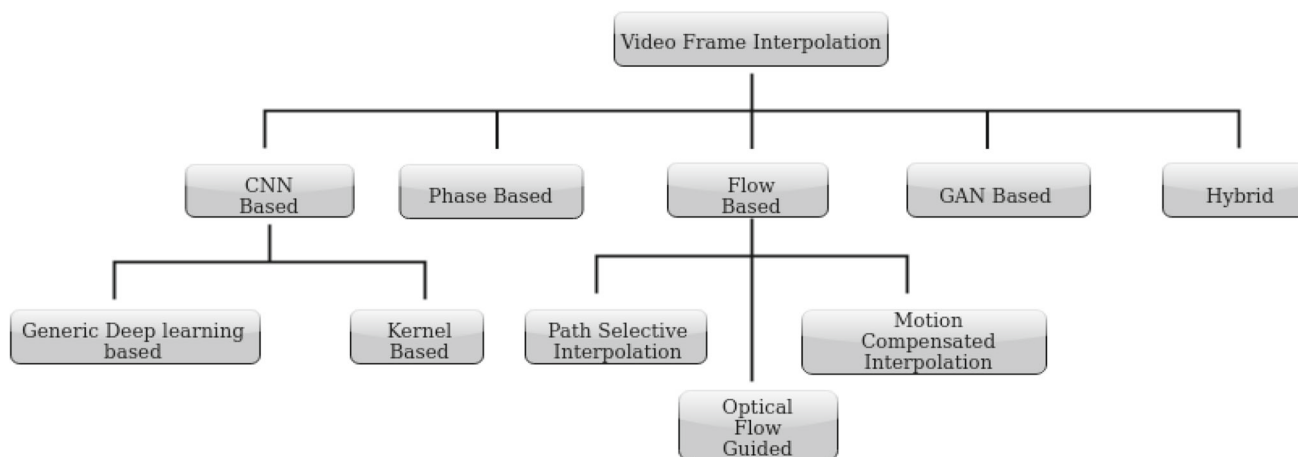 Video Frame Interpolation
CNN
Based
Phase Based
Flow
Based
GAN Based
Hybrid
Generic Deep learning
based
Kernel
Based
Path Selective
Interpolation
Motion
Compensated
Interpolation
Optical
Flow
Guided